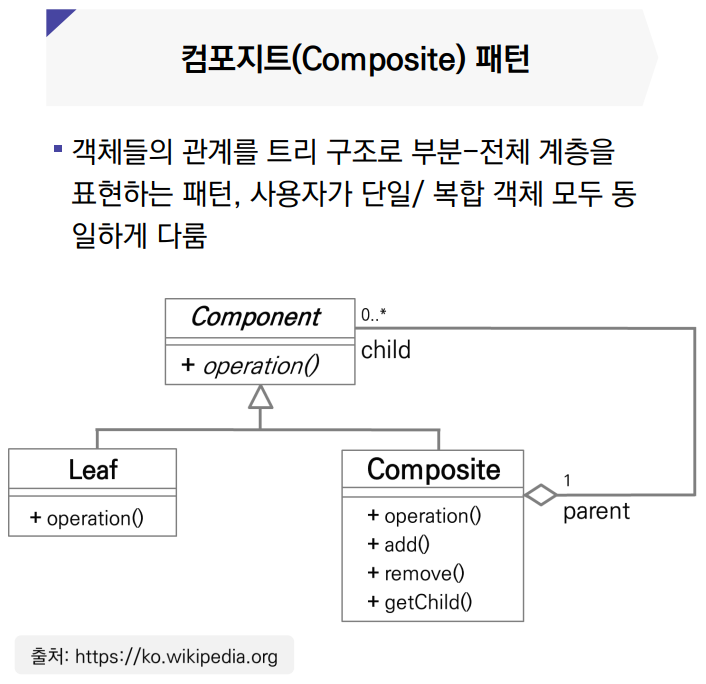 컴포지트(Composite) 패턴
객체들의 관계를 트리 구조로 부분-전체 계층을
표현하는 패턴, 사용자가 단일/ 복합 객체 모두 동
일하게 다룸
Component
+ operation()
0..*
child
Leaf
+ operation()
Composite
+ operation()
+ add()
+ remove()
+ getChild()
1
parent
출처: https://ko.wikipedia.org